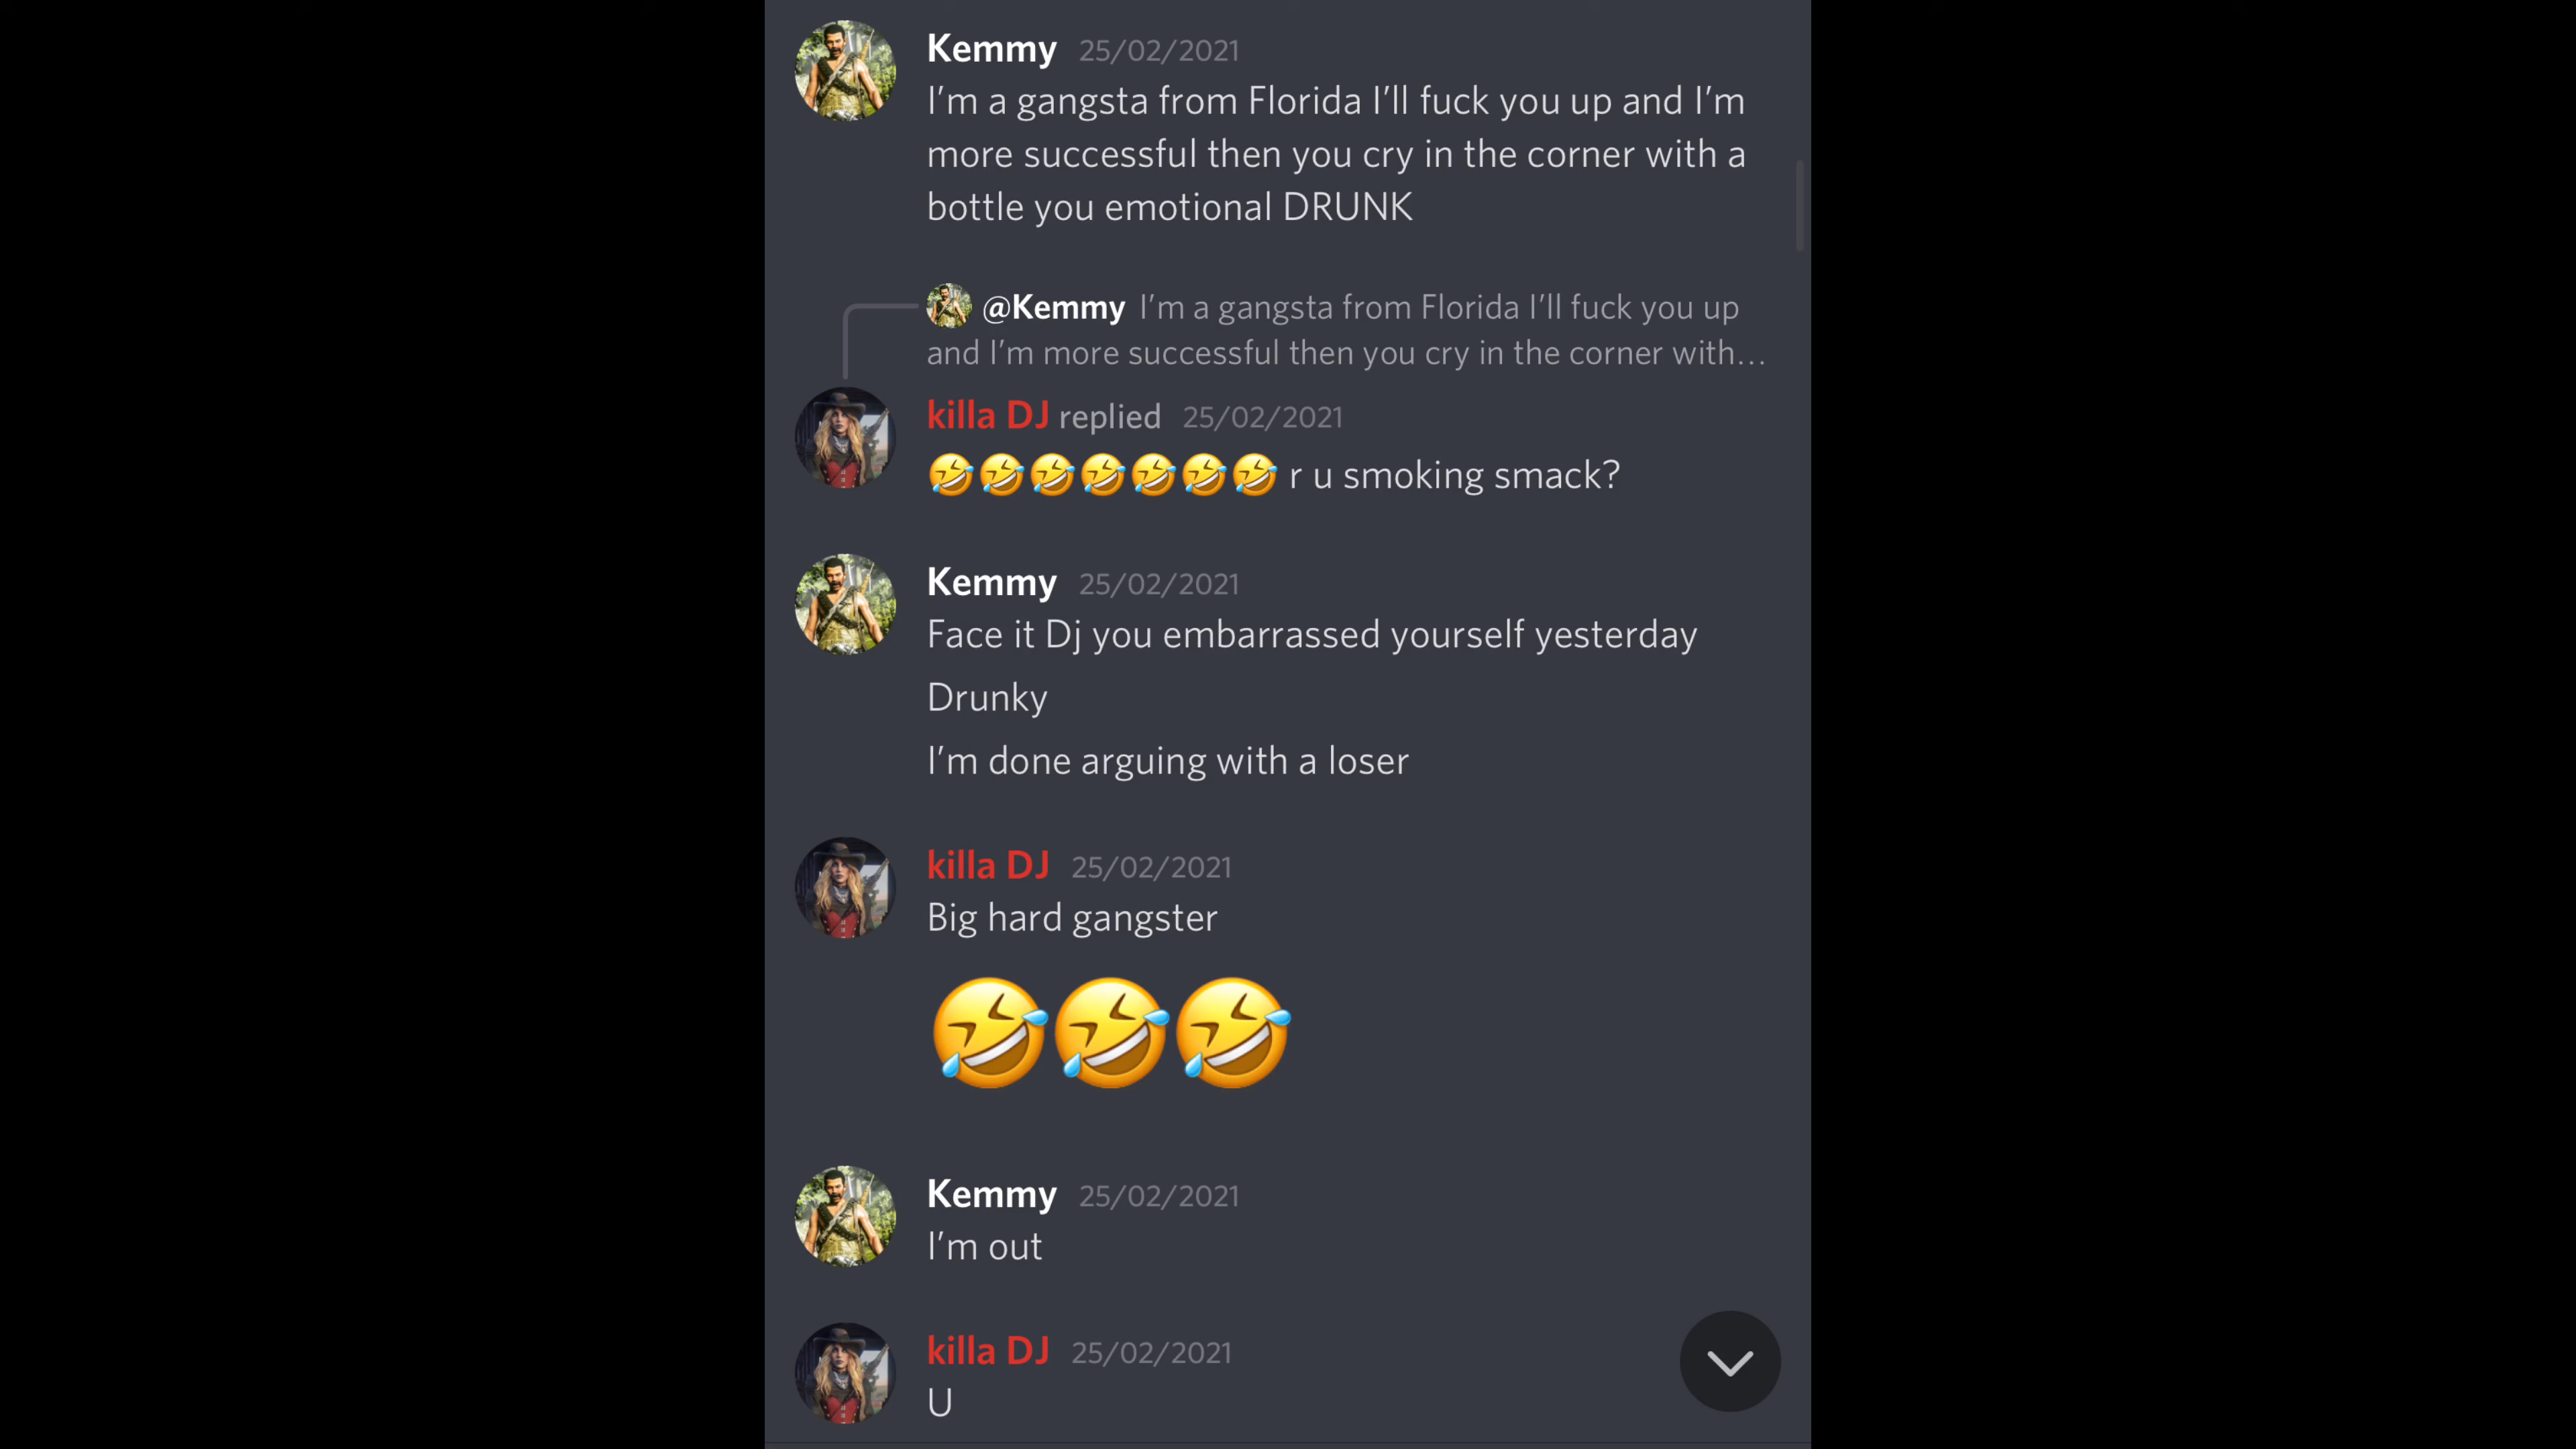 Kemmy 25/02/2021
I'm a gangsta from Florida I'll fuck you up and I'm
more successful then you cry in the corner with a
bottle you emotional DRUNK
@Kemmy I'm a gangsta from Florida I'll fuck you up
and I'm more successful then you cry in the corner with...
killa DJ replied 25/02/2021
🤣🤣🤣🤣🤣🤣🤣 r u smoking smack?
Kemmy 25/02/2021
Face it Dj you embarrassed yourself yesterday
Drunky
I'm done arguing with a loser
killa DJ 25/02/2021
Big hard gangster
🤣🤣🤣
Kemmy 25/02/2021
I'm out
killa DJ 25/02/2021
U